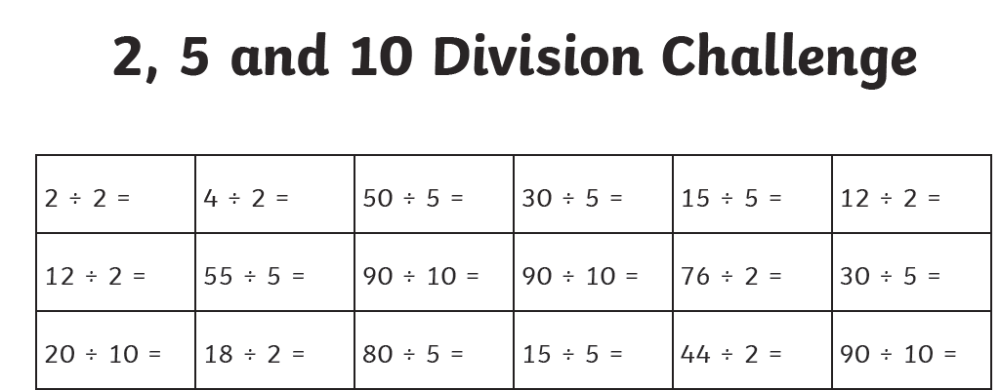 2, 5 and 10 Division Challenge
2 ÷ 2 = 4 ÷ 2 = 50 ÷ 5 = 30 ÷ 5 = 15 ÷ 5 = 12 ÷ 2 =
12 ÷ 2 = 55 ÷ 5 = 90 ÷ 10 = 90 ÷ 10 = 76 ÷ 2 = 30 ÷ 5 =
20 ÷ 10 = 18 ÷ 2 = 80 ÷ 5 = 15 ÷ 5 = 44 ÷ 2 = 90 ÷ 10 =